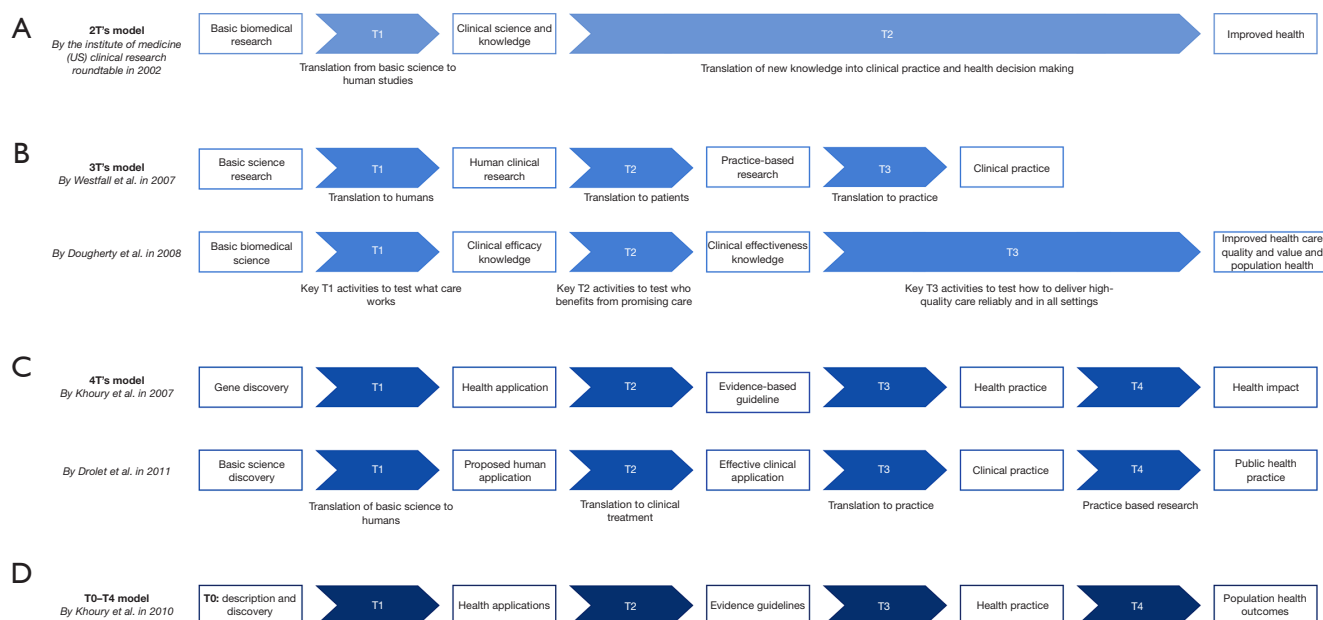 A
2T's model
By the institute of medicine
(US) clinical research
roundtable in 2002
Basic biomedical
research
T1
Clinical science and
knowledge
T2
Improved health
Translation from basic science to
human studies
Translation of new knowledge into clinical practice and health decision making
B
3T's model
By Westfall et al. in 2007
Basic science
research
T1
Human clinical
research
T2
Practice-based
research
T3
Clinical practice
Translation to humans
Translation to patients
Translation to practice
By Dougherty et al. in 2008
Basic biomedical
science
T1
Clinical efficacy
knowledge
T2
Clinical effectiveness
knowledge
T3
Improved health care
quality and value and
population health
Key T1 activities to test what care
works
Key T2 activities to test who
benefits from promising care
Key T3 activities to test how to deliver high-
quality care reliably and in all settings
C
4T's model
By Khoury et al. in 2007
Gene discovery
T1
Health application
T2
Evidence-based
guideline
T3
Health practice
T4
Health impact
By Drolet et al. in 2011
Basic science
discovery
T1
Proposed human
application
T2
Effective clinical
application
T3
Clinical practice
T4
Public health
practice
Translation of basic science to
humans
Translation to clinical
treatment
Translation to practice
Practice based research
D
T0–T4 model
By Khoury et al. in 2010
T0: description and
discovery
T1
Health applications
T2
Evidence guidelines
T3
Health practice
T4
Population health
outcomes